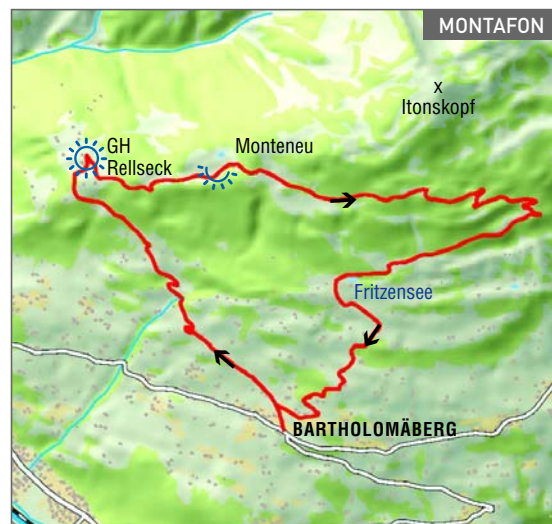 MONTAFON
x
Itonskopf
GH
Rellseck
Monteneu
Fritzensee
BARTHOLOMÄBERG